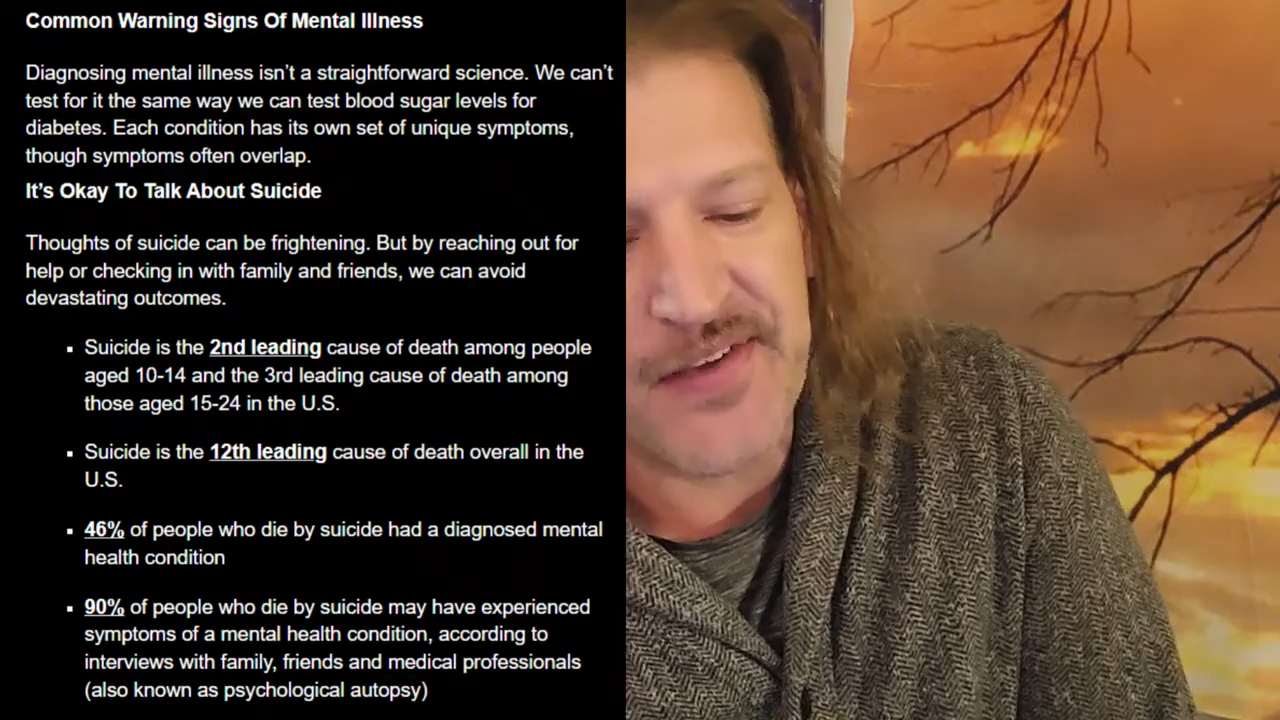 Common Warning Signs Of Mental Illness
Diagnosing mental illness isn’t a straightforward science. We can’t
test for it the same way we can test blood sugar levels for
diabetes. Each condition has its own set of unique symptoms,
though symptoms often overlap.
It’s Okay To Talk About Suicide
Thoughts of suicide can be frightening. But by reaching out for
help or checking in with family and friends, we can avoid
devastating outcomes.
▪ Suicide is the 2nd leading cause of death among people
aged 10-14 and the 3rd leading cause of death among
those aged 15-24 in the U.S.
▪ Suicide is the 12th leading cause of death overall in the
U.S.
▪ 46% of people who die by suicide had a diagnosed mental
health condition
▪ 90% of people who die by suicide may have experienced
symptoms of a mental health condition, according to
interviews with family, friends and medical professionals
(also known as psychological autopsy)